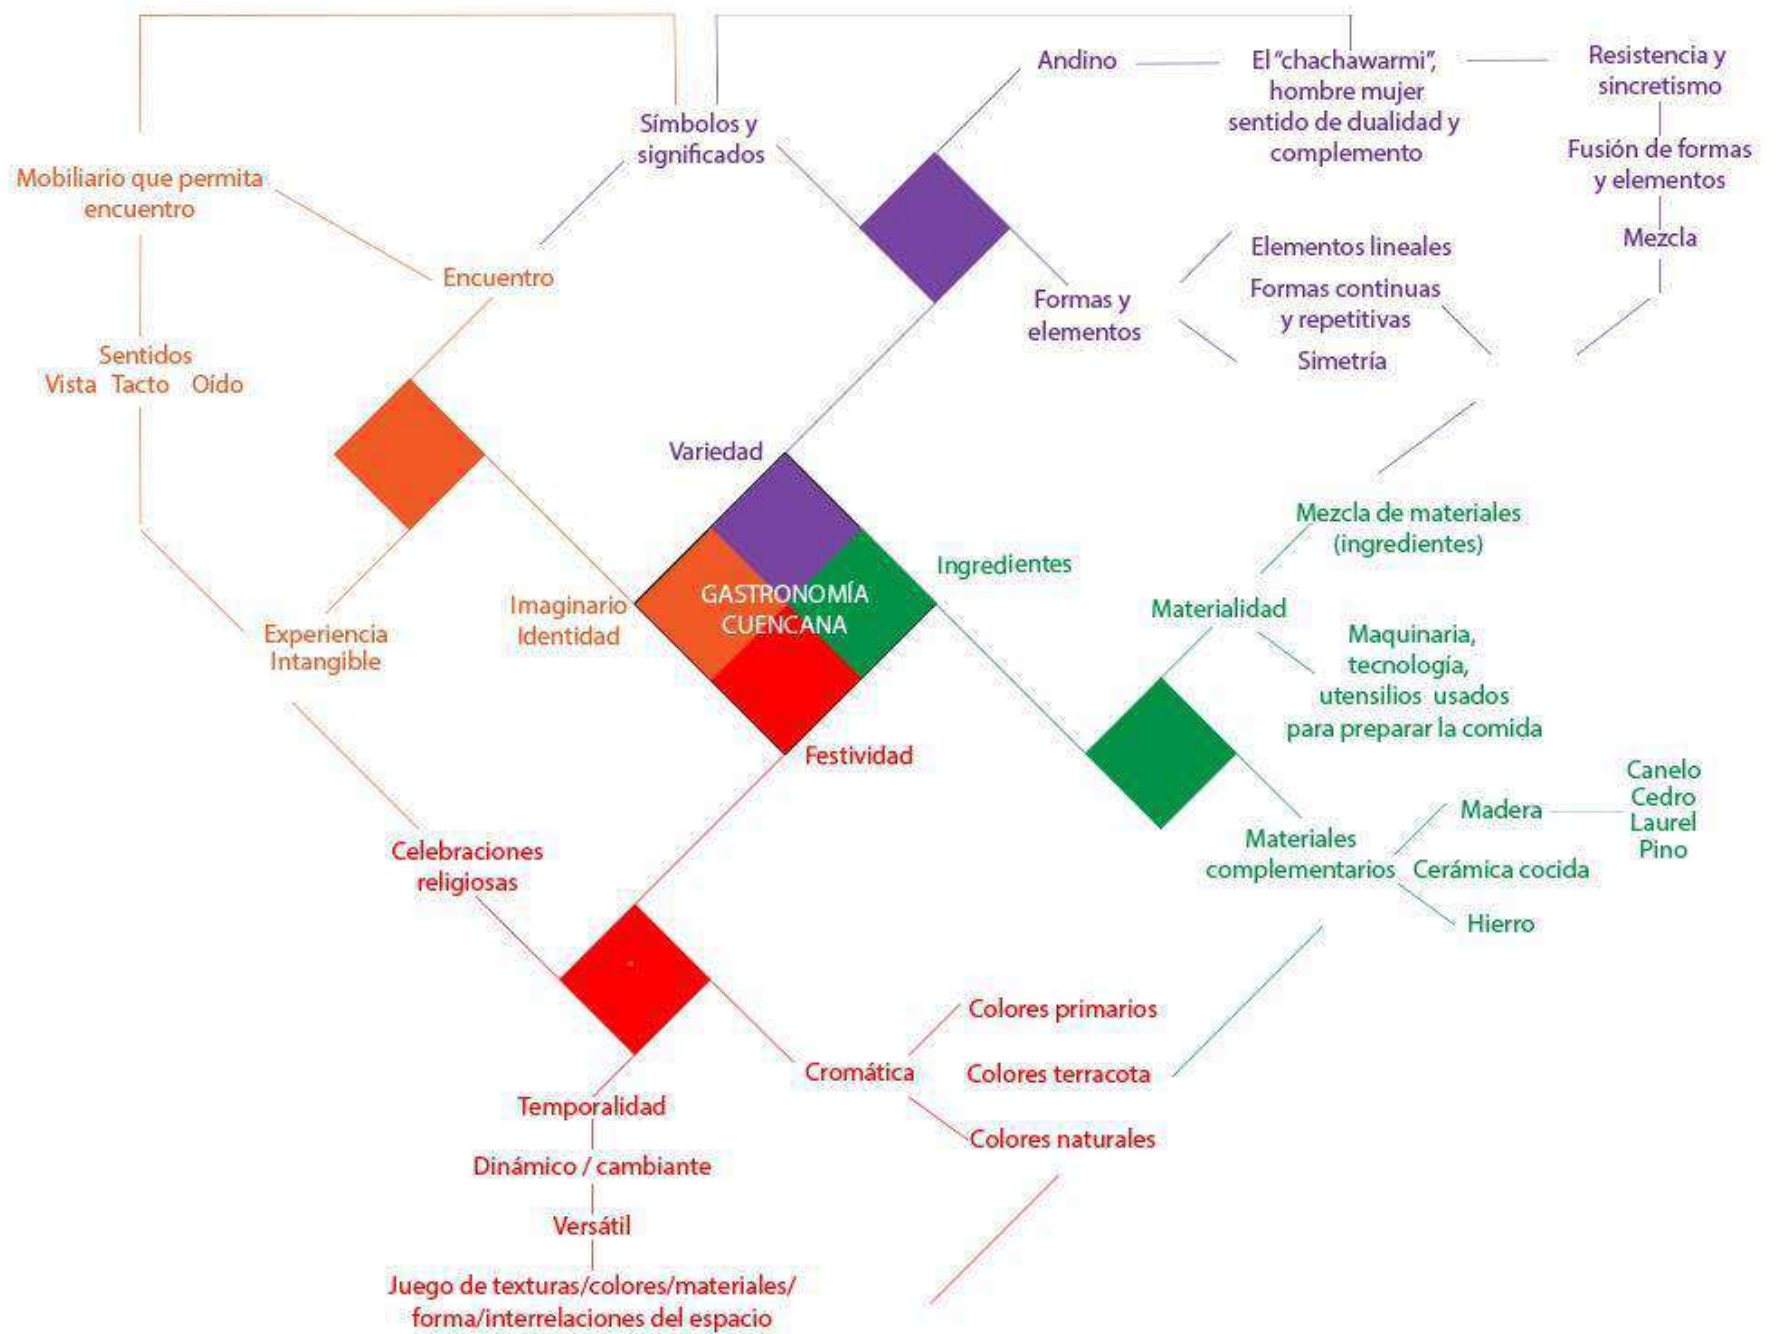 Andino
El "chachawarmi",
hombre mujer
sentido de dualidad y
complemento
Resistencia y
sincretismo
Fusión de formas
y elementos
Mezcla
Símbolos y
significados
Mobiliario que permita
encuentro
Encuentro
Elementos lineales
Formas continuas
y repetitivas
Simetría
Formas y
elementos
Sentidos
Vista Tacto Oído
Variedad
Mezcla de materiales
(ingredientes)
Ingredientes
GASTRONOMÍA
CUENCANA
Imaginario
Identidad
Materialidad
Experiencia
Intangible
Maquinaria,
tecnología,
utensilios usados
para preparar la comida
Festividad
Canelo
Cedro
Laurel
Pino
Madera
Materiales
complementarios
Cerámica cocida
Hierro
Celebraciones
religiosas
Colores primarios
Cromática
Colores terracota
Colores naturales
Temporalidad
Dinámico / cambiante
Versátil
Juego de texturas/colores/materiales/
forma/interrelaciones del espacio